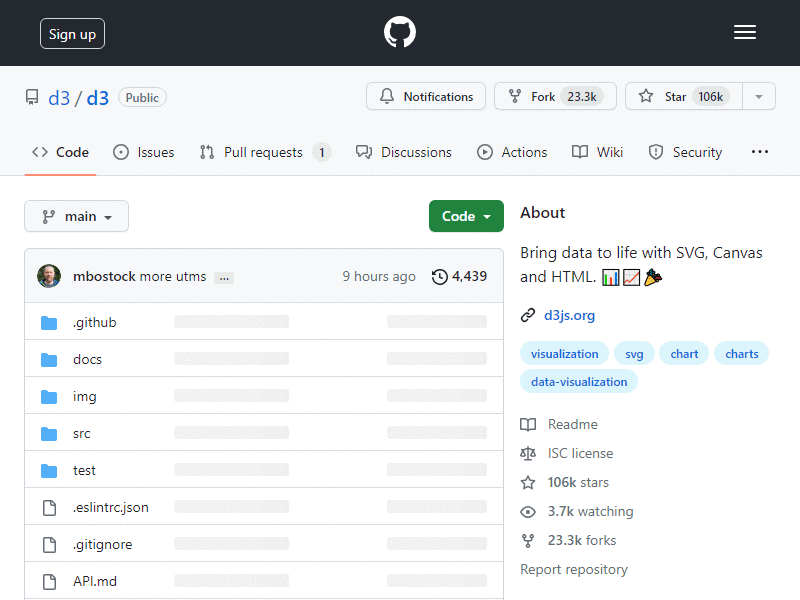 Sign up
d3 / d3 Public
Notifications
Fork 23.3k
Star 106k
Code
Issues
Pull requests 1
Discussions
Actions
Wiki
Security
main
Code
mbostock more utms ...
9 hours ago
4,439
.github
docs
img
src
test
.eslintrc.json
.gitignore
API.md
About
Bring data to life with SVG, Canvas
and HTML. 📊📈🎉
d3js.org
visualization svg chart charts
data-visualization
Readme
ISC license
106k stars
3.7k watching
23.3k forks
Report repository